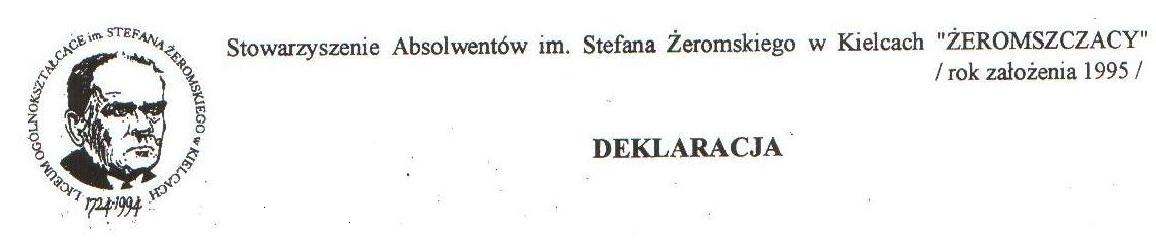 LICEUM OGÓLNOKSZTAŁCĄCE im. STEFANA ŻEROMSKIEGO w KIELCACH
1724-1994
Stowarzyszenie Absolwentów im. Stefana Żeromskiego w Kielcach "ŻEROMSZCZACY"
/ rok założenia 1995 /
DEKLARACJA